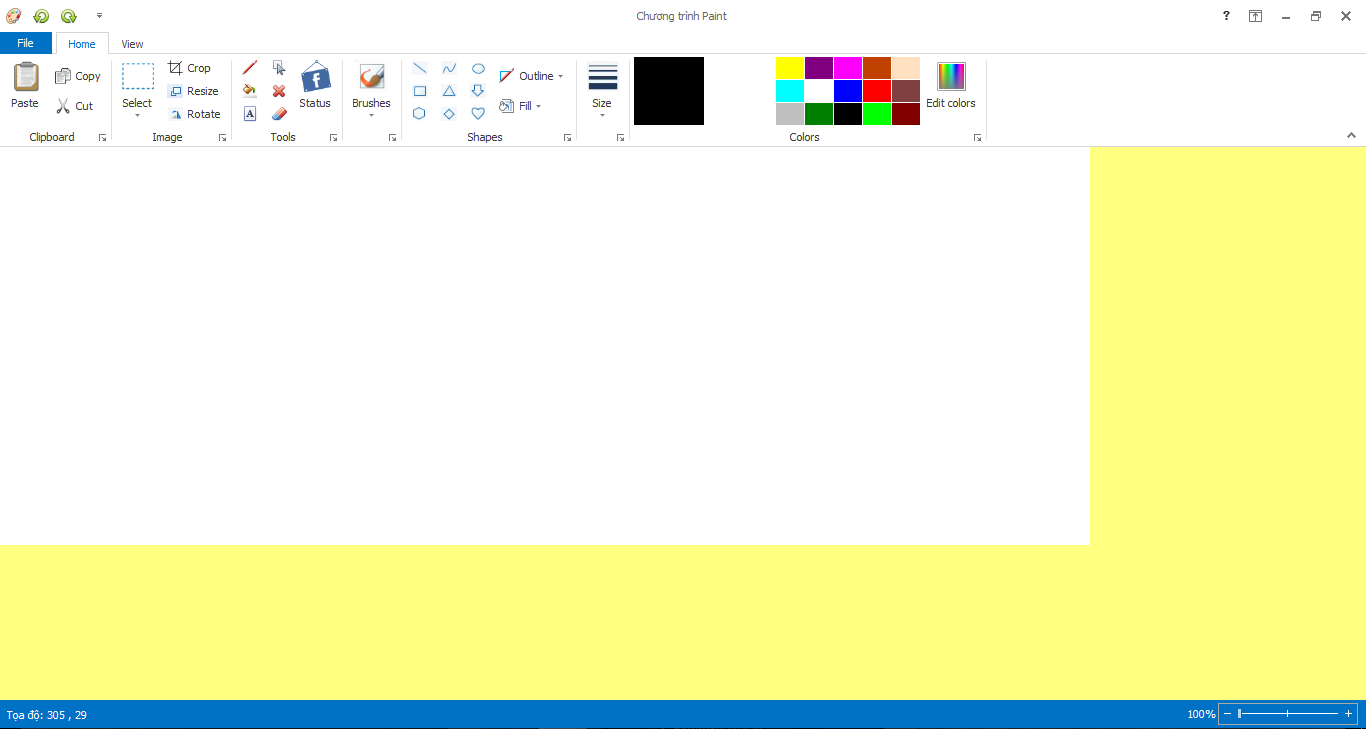 Chương trình Paint
?
File Home View
Paste Copy Cut Clipboard
Select Crop Resize Rotate Image
A Status Tools
Brushes
Outline Fill Shapes
Size
Edit colors Colors
Tọa độ: 305 , 29
100%